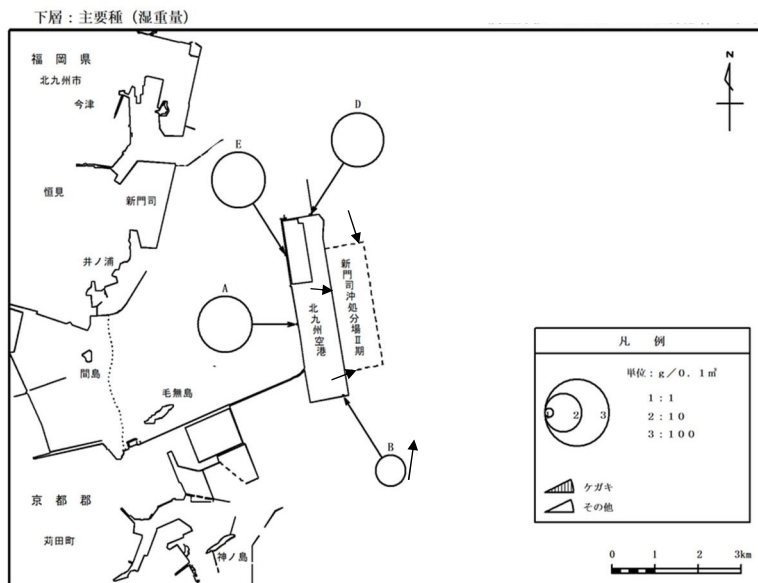 下層：主要種（湿重量）
福岡県
北九州市
今津
D
N
E
恒見
新門司
井ノ浦
A
新門司沖処分場Ⅱ期
北九州空港
間島
毛無島
B
京都郡
苅田町
神ノ島
凡　例
単位：g／0．1㎡
1 2 3
1：1
2：10
3：100
ケガキ
その他
0 1 2 3km